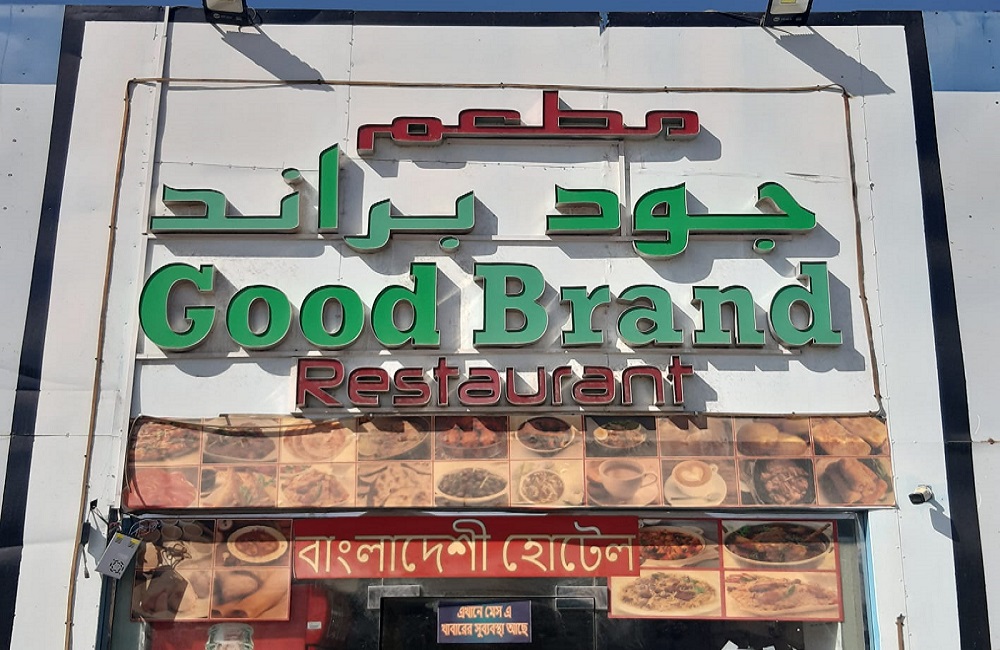 مطعم
جود براند
Good Brand
Restaurant
বাংলাদেশী হোটেল
এখানে মেস এ
খাবারের সুব্যবস্থা আছে